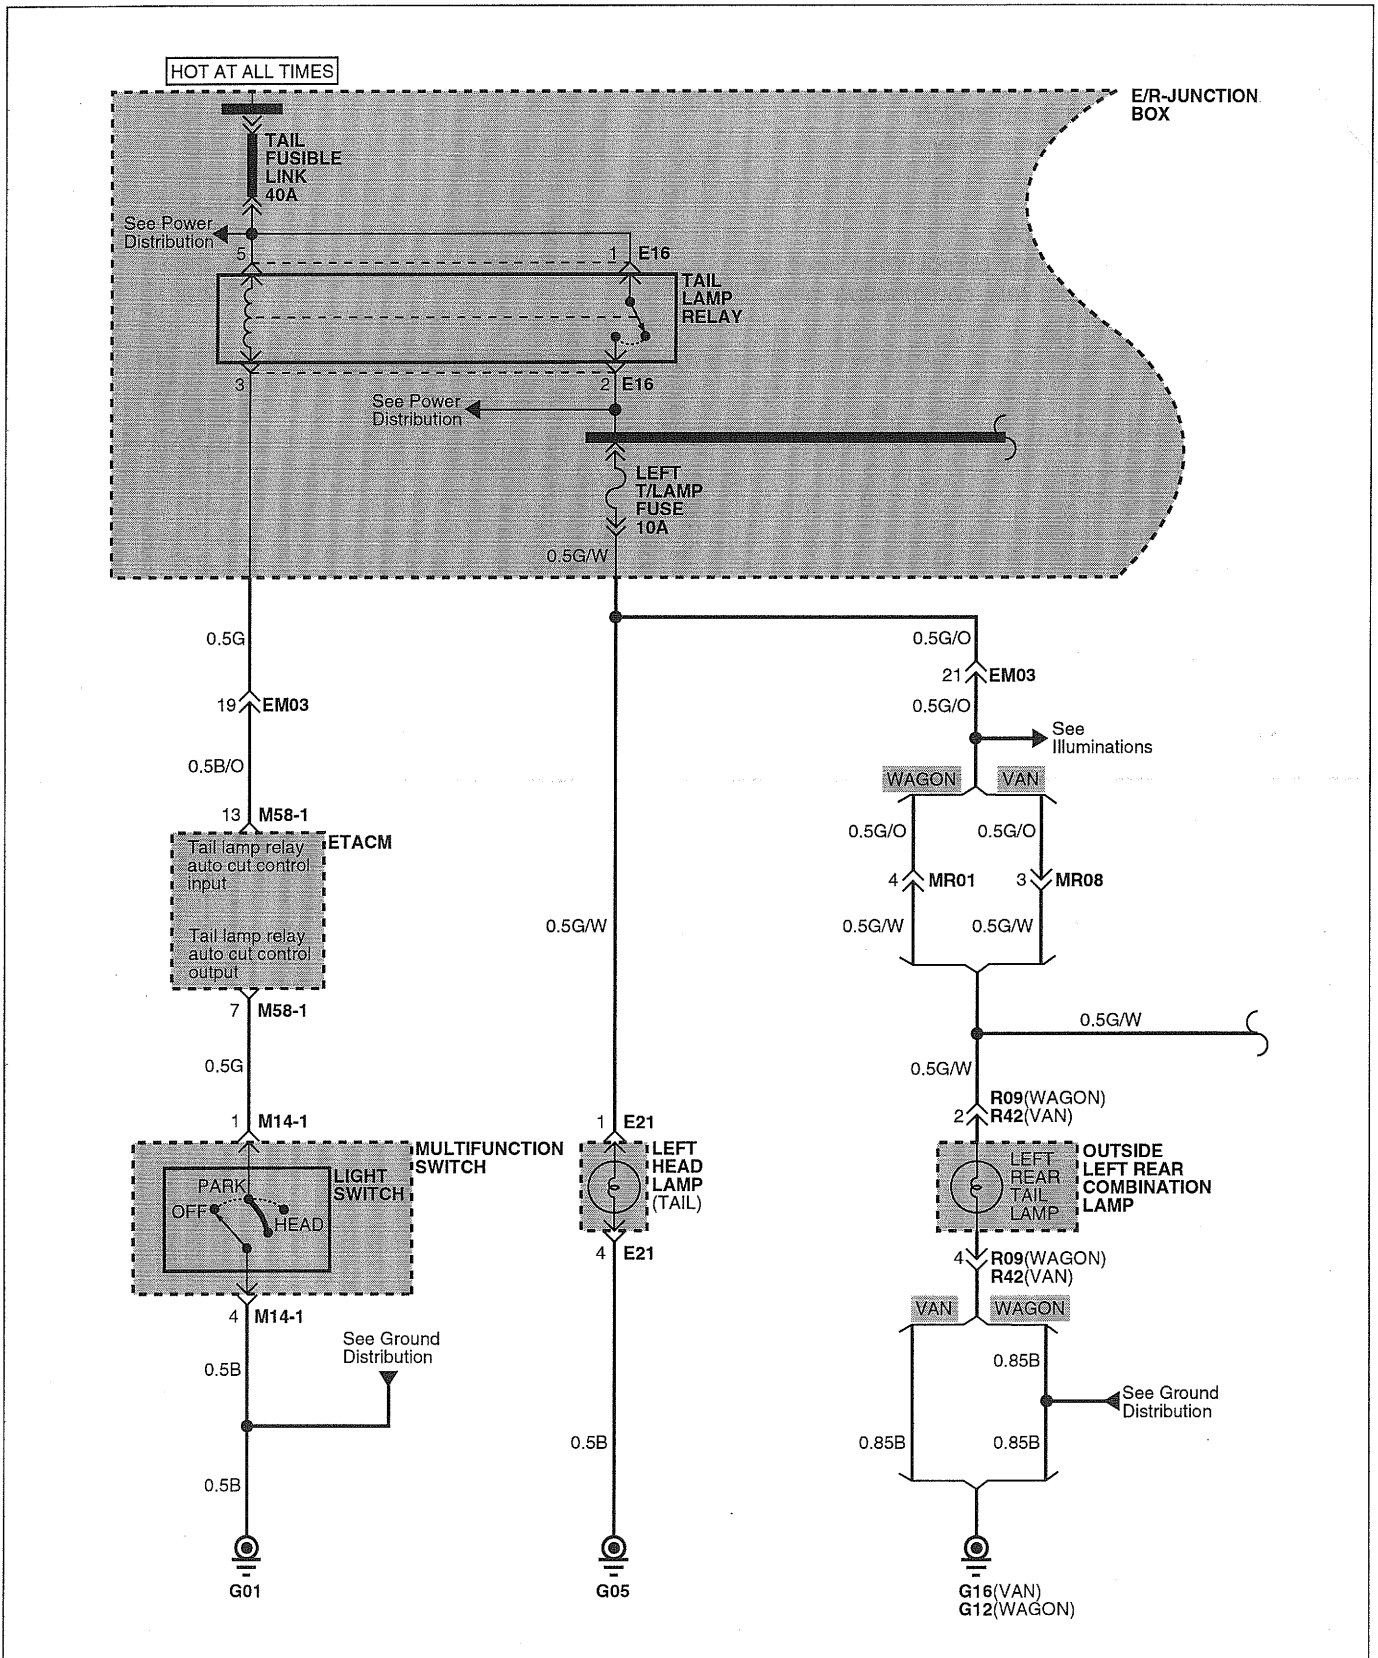 HOT AT ALL TIMES
E/R-JUNCTION
BOX
TAIL
FUSIBLE
LINK
40A
See Power
Distribution
5
1
E16
TAIL
LAMP
RELAY
3
2
E16
See Power
Distribution
LEFT
T/LAMP
FUSE
10A
0.5G/W
0.5G
0.5G/O
21
EM03
19
EM03
0.5G/O
See
Illuminations
0.5B/O
WAGON
VAN
13
M58-1
0.5G/O
0.5G/O
ETACM
Tail lamp relay
auto cut control
input
4
MR01
3
MR08
0.5G/W
0.5G/W
0.5G/W
Tail lamp relay
auto cut control
output
7
M58-1
0.5G/W
0.5G
0.5G/W
R09(WAGON)
2
R42(VAN)
1
M14-1
1
E21
MULTIFUNCTION
SWITCH
LIGHT
SWITCH
PARK
OFF
HEAD
LEFT
HEAD
LAMP
(TAIL)
LEFT
REAR
TAIL
LAMP
OUTSIDE
LEFT REAR
COMBINATION
LAMP
4
E21
4
R09(WAGON)
R42(VAN)
4
M14-1
VAN
WAGON
See Ground
Distribution
0.5B
0.85B
See Ground
Distribution
0.5B
0.85B
0.85B
0.5B
G01
G05
G16(VAN)
G12(WAGON)